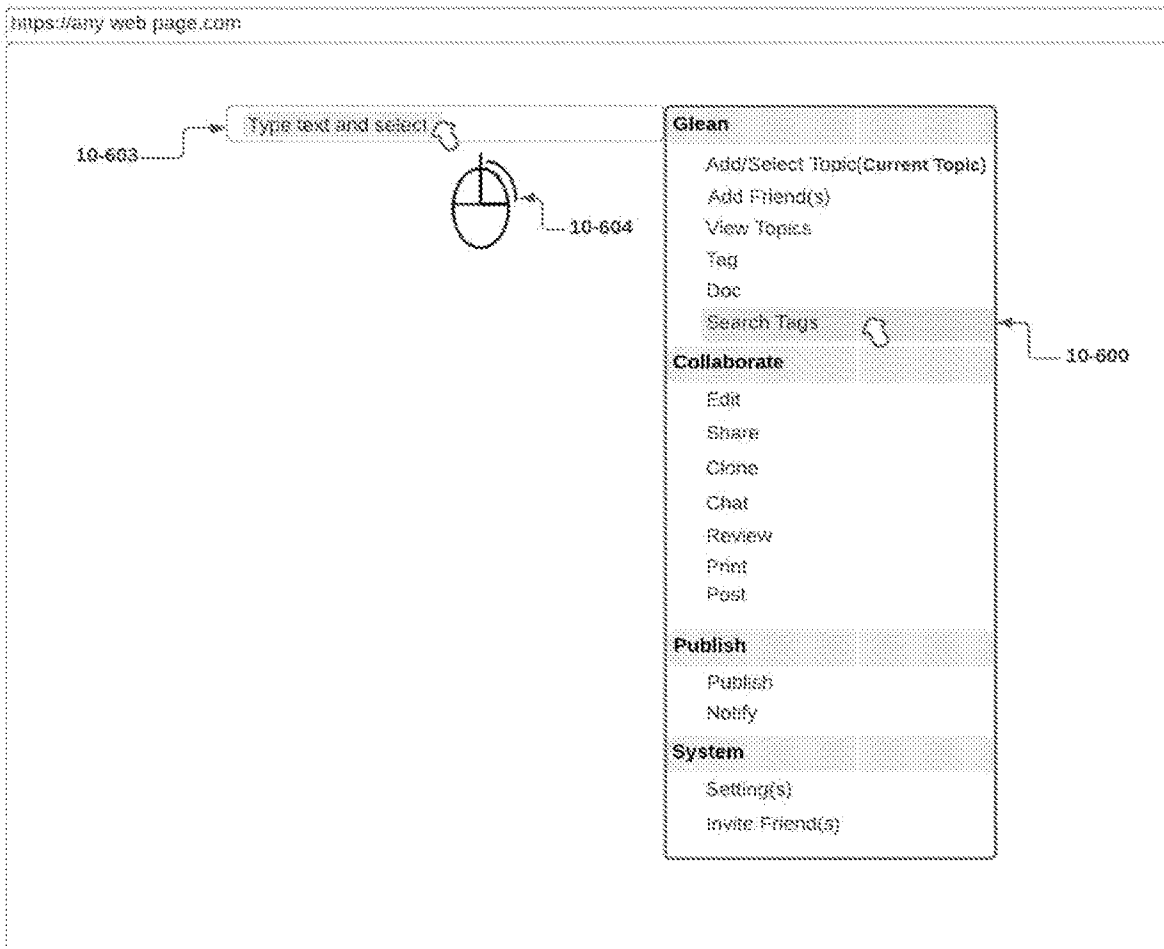 https://any web page.com
Type text and select
10-603
10-604
Glean
Add/Select Topic(Current Topic)
Add Friend(s)
View Topics
Tag
Doc
Search Tags
10-600
Collaborate
Edit
Share
Clone
Chat
Review
Print
Post
Publish
Publish
Notify
System
Setting(s)
Invite Friend(s)